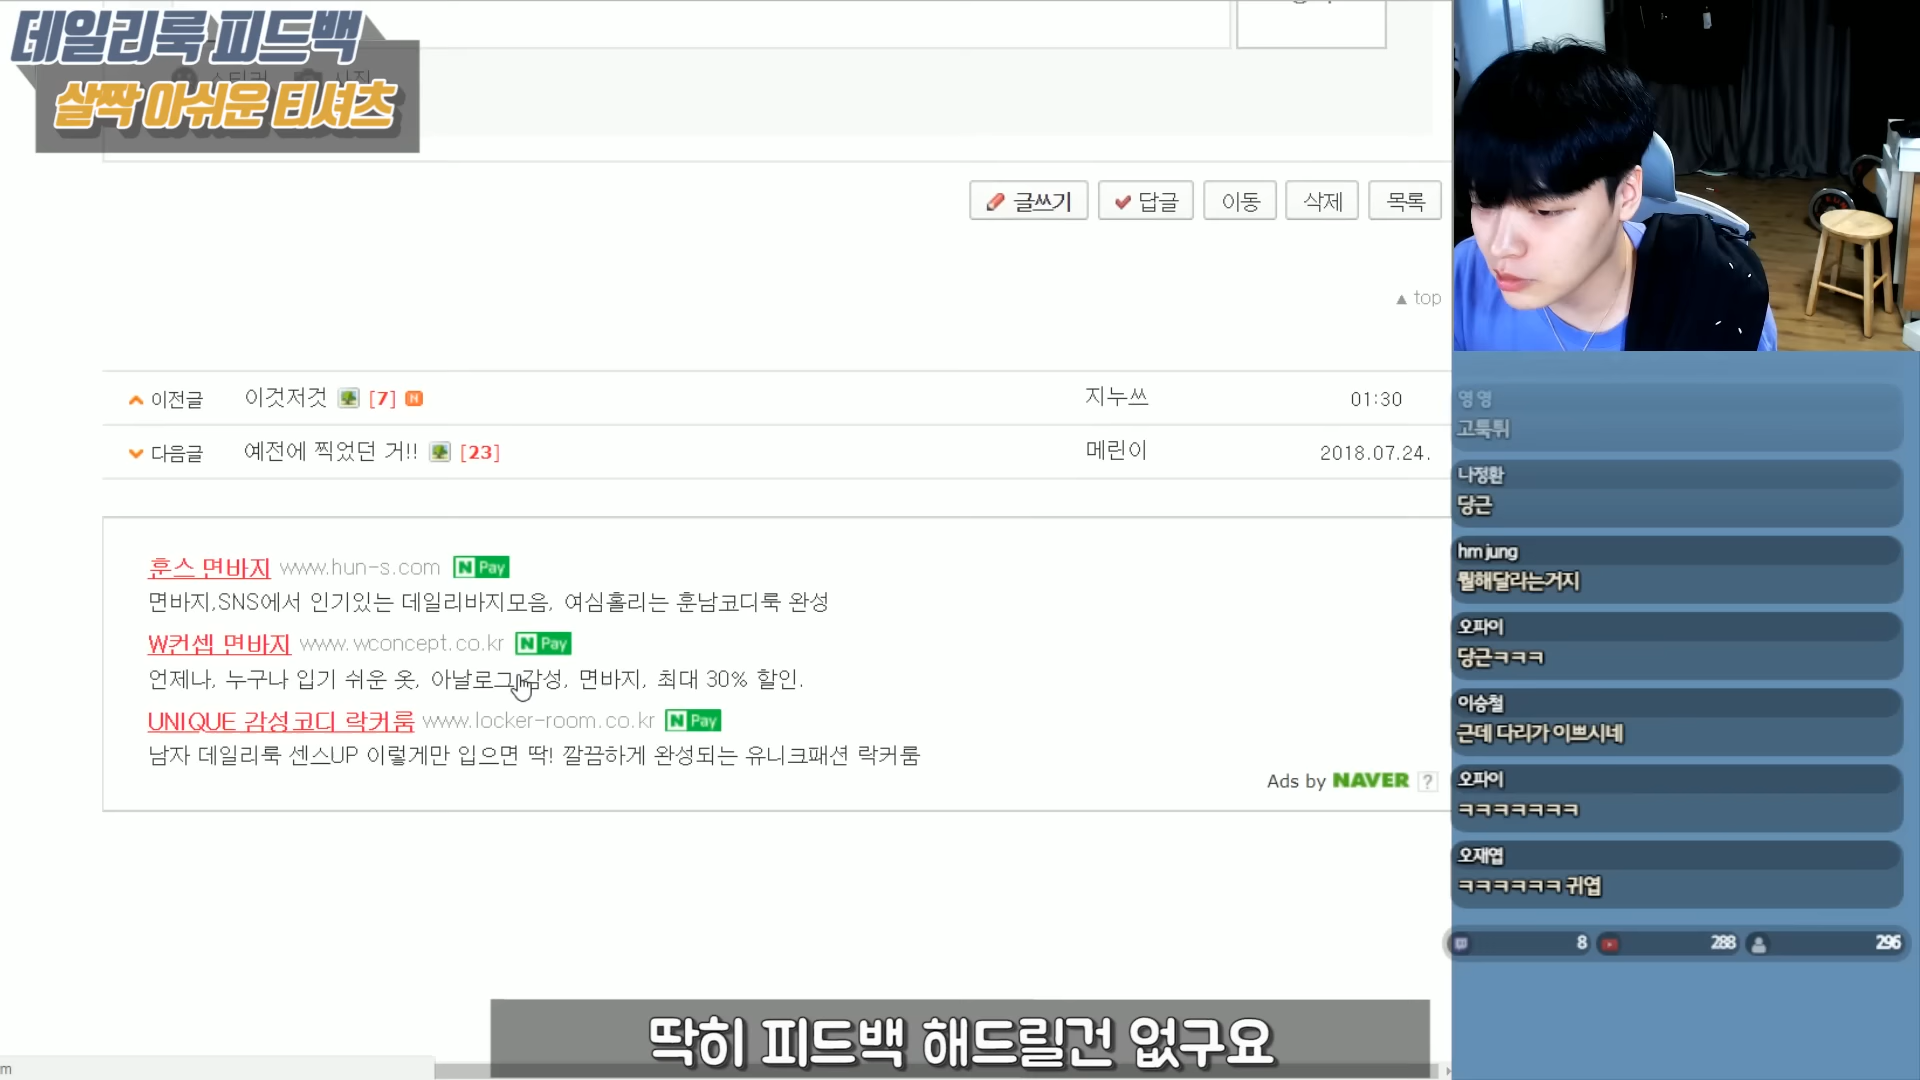 데일리룩 피드백
살짝 아쉬운 티셔츠
글쓰기
답글
이동
삭제
목록
▲ top
이전글 이것저것 [7] N 지누쓰 01:30
다음글 예전에 찍었던 거!! [23] 메린이 2018.07.24.
훈스 면바지 www.hun-s.com N Pay
면바지,SNS에서 인기있는 데일리바지모음, 여심홀리는 훈남코디룩 완성
W컨셉 면바지 www.wconcept.co.kr N Pay
언제나, 누구나 입기 쉬운 옷, 아날로그 감성, 면바지, 최대 30% 할인.
UNIQUE 감성코디 락커룸 www.locker-room.co.kr N Pay
남자 데일리룩 센스UP 이렇게만 입으면 딱! 깔끔하게 완성되는 유니크패션 락커룸
Ads by NAVER ?
영영
고툭튀
나정환
당근
hm jung
뭘해달라는거지
오파이
당근ㅋㅋㅋ
이승철
근데 다리가 이쁘시네
오파이
ㅋㅋㅋㅋㅋㅋㅋ
오재엽
ㅋㅋㅋㅋㅋㅋ 귀엽
8 288 296
딱히 피드백 해드릴건 없구요
m